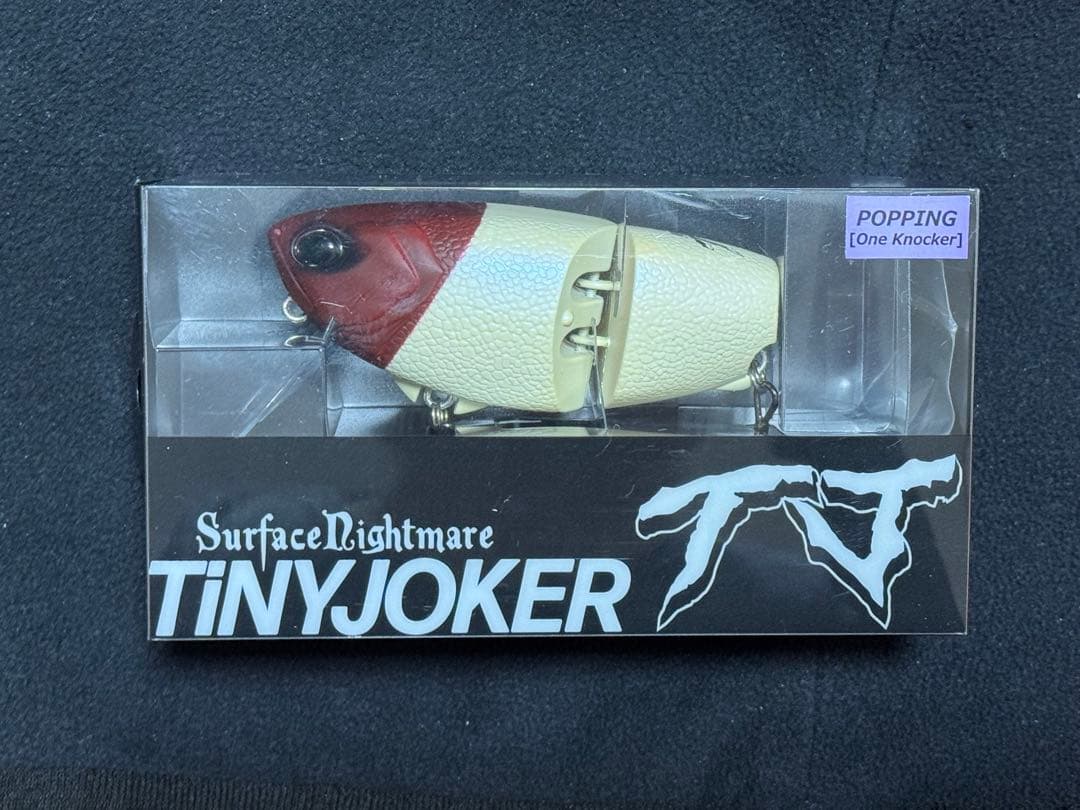 POPPING
[One Knocker]
SurfaceNightmare
TiNYJOKER
TJ